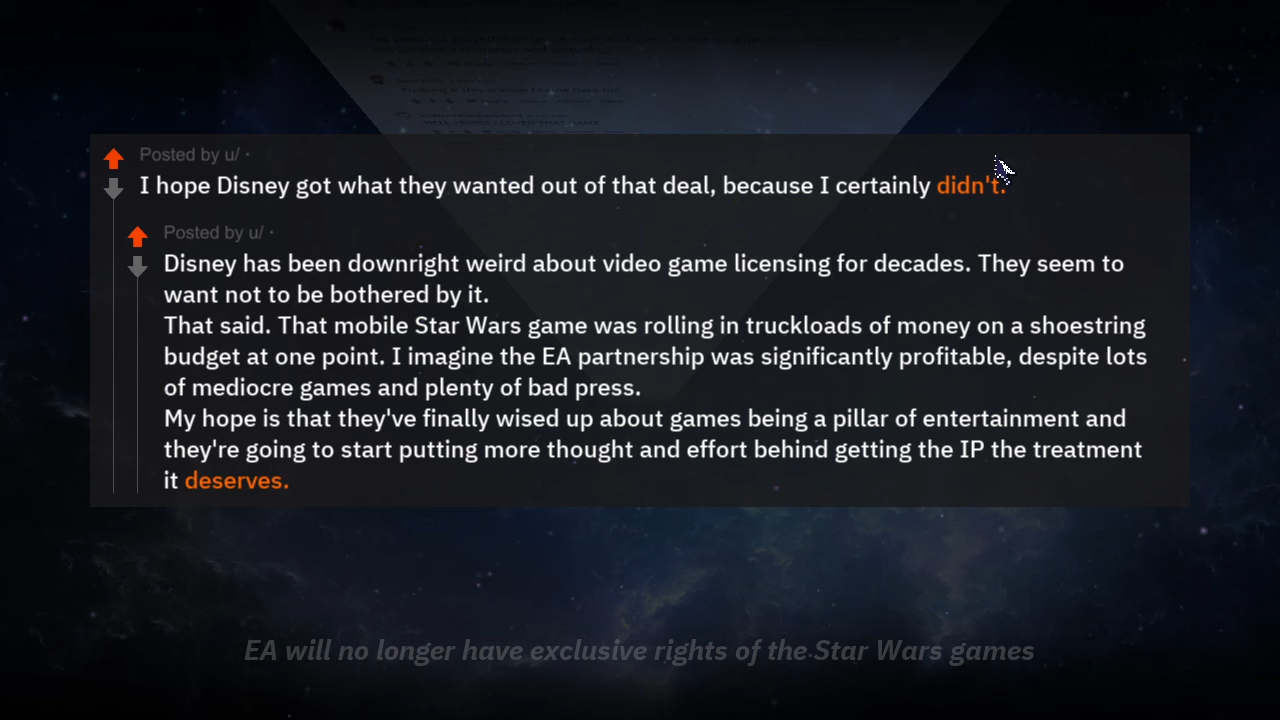 Posted by u/ ·
I hope Disney got what they wanted out of that deal, because I certainly didn't.
Posted by u/ ·
Disney has been downright weird about video game licensing for decades. They seem to
want not to be bothered by it.
That said. That mobile Star Wars game was rolling in truckloads of money on a shoestring
budget at one point. I imagine the EA partnership was significantly profitable, despite lots
of mediocre games and plenty of bad press.
My hope is that they've finally wised up about games being a pillar of entertainment and
they're going to start putting more thought and effort behind getting the IP the treatment
it deserves.
EA will no longer have exclusive rights of the Star Wars games